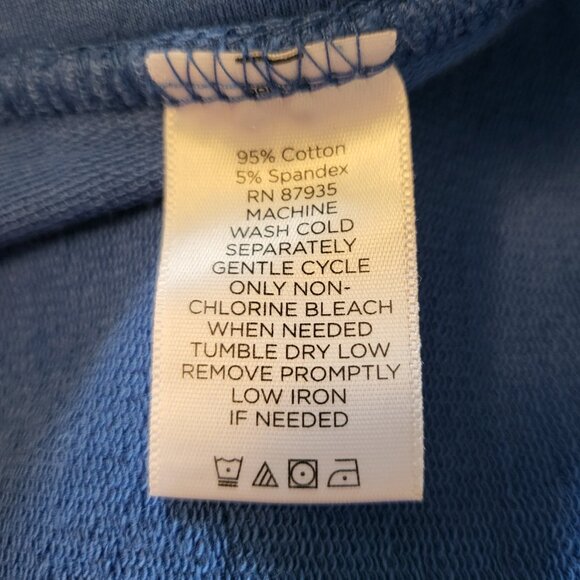 95% Cotton
5% Spandex
RN 87935
MACHINE
WASH COLD
SEPARATELY
GENTLE CYCLE
ONLY NON-
CHLORINE BLEACH
WHEN NEEDED
TUMBLE DRY LOW
REMOVE PROMPTLY
LOW IRON
IF NEEDED